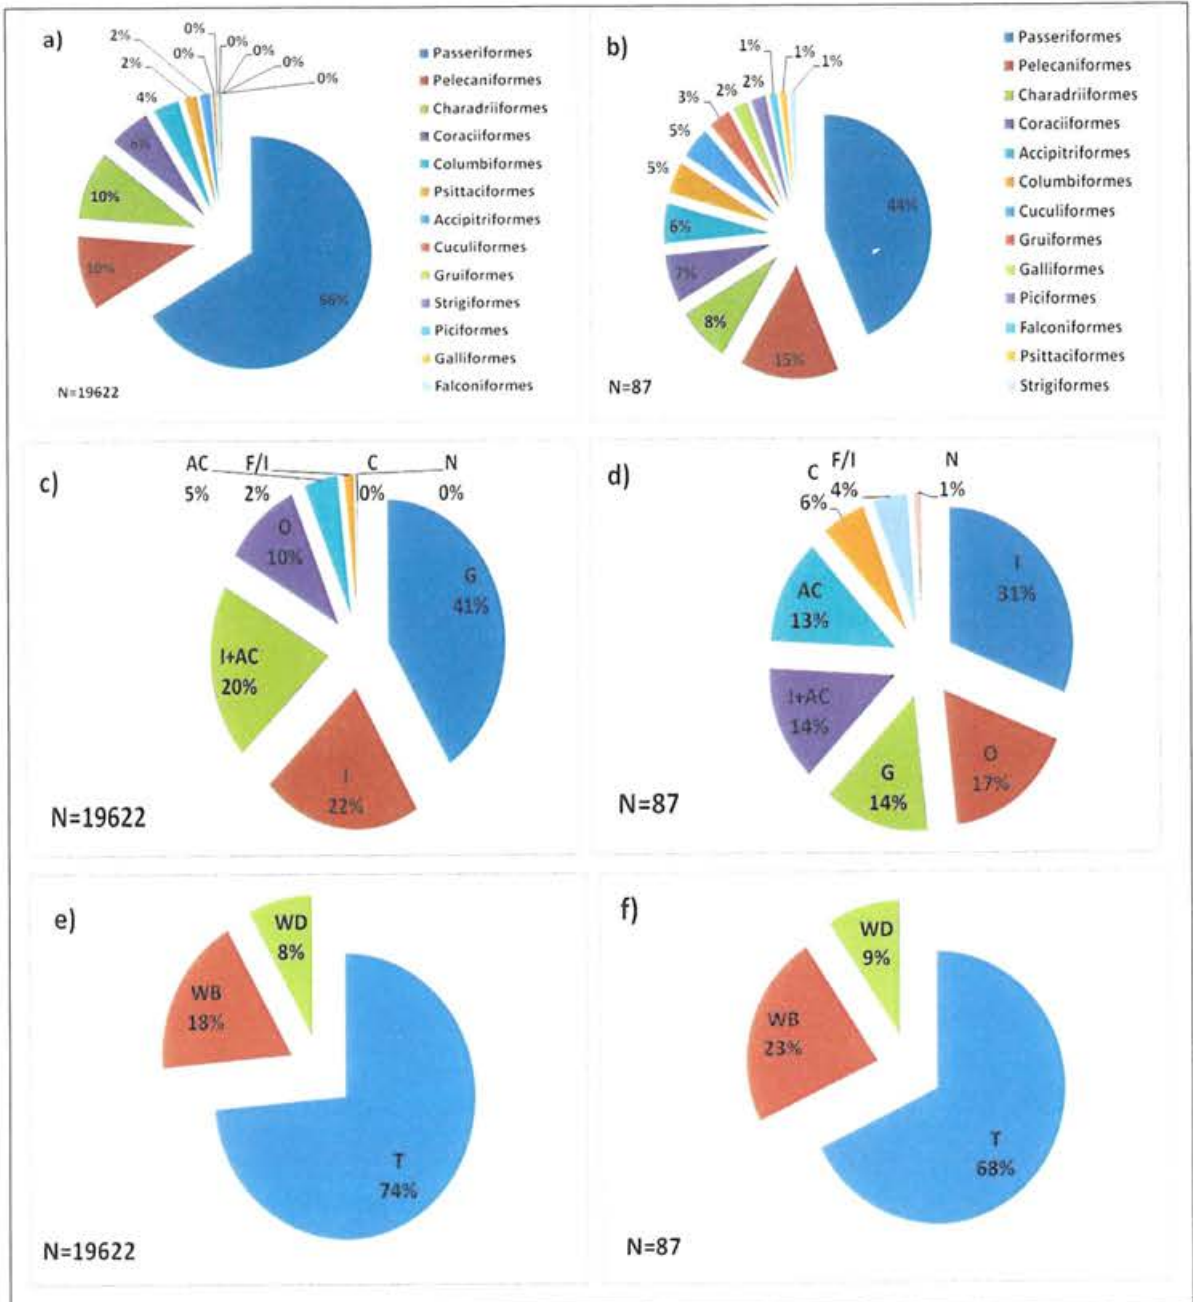 a)
0%
2%
0%
0%
0%
0%
2%
0%
4%
6%
10%
10%
66%
Passeriformes
Pelecaniformes
Charadriiformes
Coraciiformes
Columbiformes
Psittaciformes
Accipitriformes
Cuculiformes
Gruiformes
Strigiformes
Piciformes
Galliformes
Falconiformes
N=19622
b)
1%
1%
1%
2%
2%
3%
5%
5%
6%
7%
8%
15%
44%
Passeriformes
Pelecaniformes
Charadriiformes
Coraciiformes
Accipitriformes
Columbiformes
Cuculiformes
Gruiformes
Galliformes
Piciformes
Falconiformes
Psittaciformes
Strigiformes
N=87
c)
AC
5%
F/I
2%
C
0%
N
0%
O
10%
G
41%
I+AC
20%
I
22%
N=19622
d)
C
6%
F/I
4%
N
1%
I
31%
AC
13%
I+AC
14%
G
14%
O
17%
N=87
e)
WD
8%
WB
18%
T
74%
N=19622
f)
WD
9%
WB
23%
T
68%
N=87